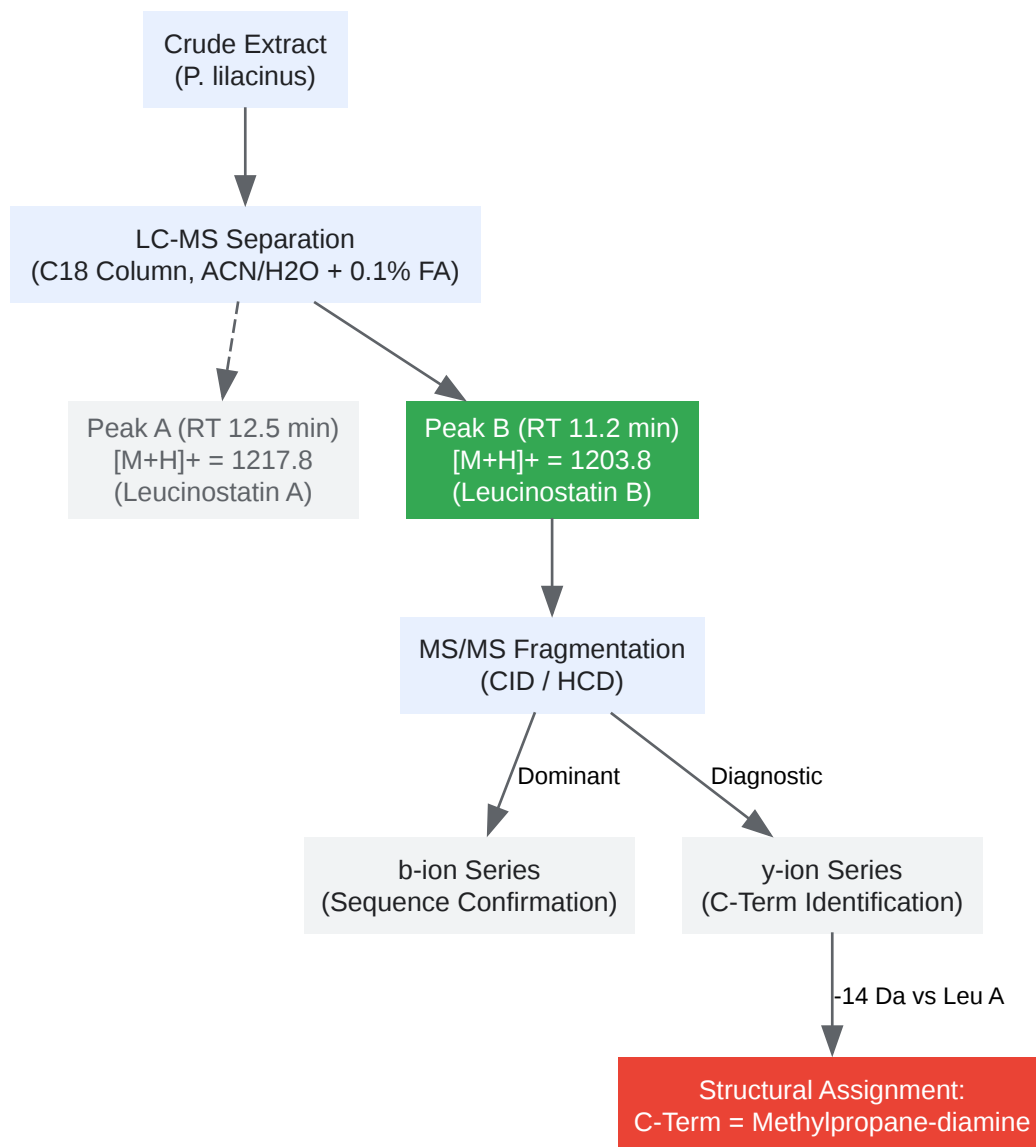 Crude Extract
(P. lilacinus)
LC-MS Separation
(C18 Column, ACN/H2O + 0.1% FA)
Peak A (RT 12.5 min)
[M+H]+ = 1217.8
(Leucinostatin A)
Peak B (RT 11.2 min)
[M+H]+ = 1203.8
(Leucinostatin B)
MS/MS Fragmentation
(CID / HCD)
Dominant
Diagnostic
b-ion Series
(Sequence Confirmation)
y-ion Series
(C-Term Identification)
-14 Da vs Leu A
Structural Assignment:
C-Term = Methylpropane-diamine